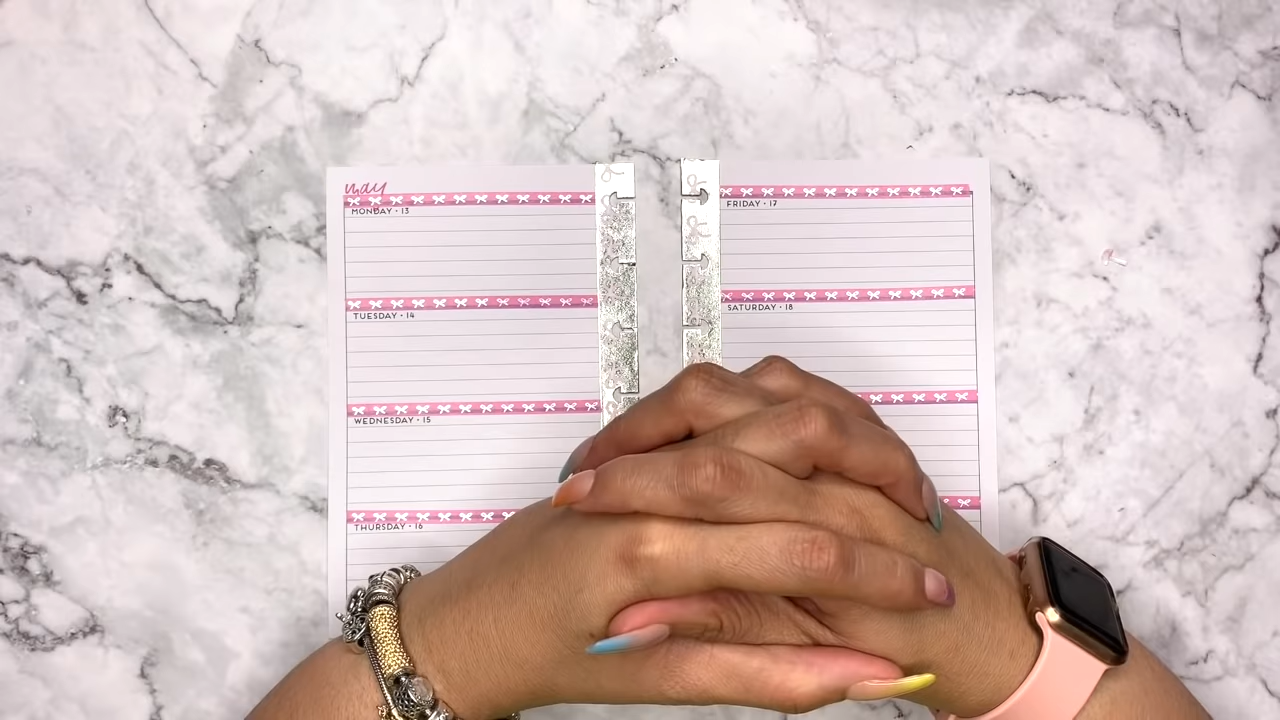 may
MONDAY • 13
TUESDAY • 14
WEDNESDAY • 15
THURSDAY • 16
FRIDAY • 17
SATURDAY • 18